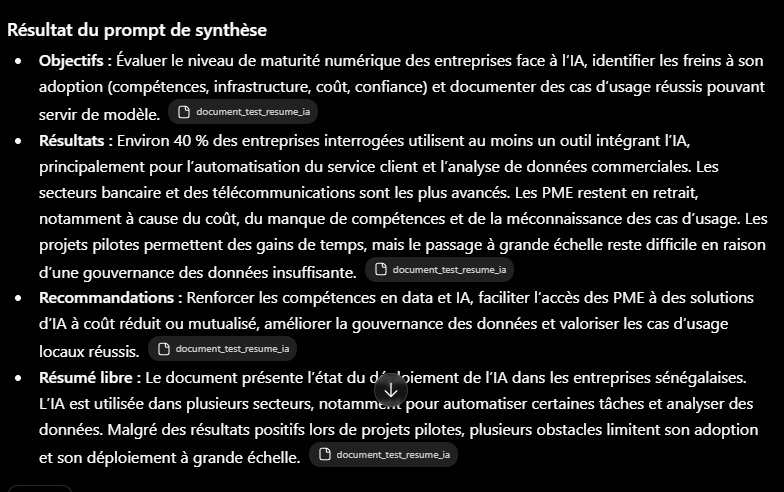 Résultat du prompt de synthèse
• Objectifs : Évaluer le niveau de maturité numérique des entreprises face à l’IA, identifier les freins à son
adoption (compétences, infrastructure, coût, confiance) et documenter des cas d’usage réussis pouvant
servir de modèle. document_test_resume_ia
• Résultats : Environ 40 % des entreprises interrogées utilisent au moins un outil intégrant l’IA,
principalement pour l’automatisation du service client et l’analyse de données commerciales. Les
secteurs bancaire et des télécommunications sont les plus avancés. Les PME restent en retrait,
notamment à cause du coût, du manque de compétences et de la méconnaissance des cas d’usage. Les
projets pilotes permettent des gains de temps, mais le passage à grande échelle reste difficile en raison
d’une gouvernance des données insuffisante. document_test_resume_ia
• Recommandations : Renforcer les compétences en data et IA, faciliter l’accès des PME à des solutions
d’IA à coût réduit ou mutualisé, améliorer la gouvernance des données et valoriser les cas d’usage
locaux réussis. document_test_resume_ia
• Résumé libre : Le document présente l’état du déploiement de l’IA dans les entreprises sénégalaises.
L’IA est utilisée dans plusieurs secteurs, notamment pour automatiser certaines tâches et analyser des
données. Malgré des résultats positifs lors de projets pilotes, plusieurs obstacles limitent son adoption
et son déploiement à grande échelle. document_test_resume_ia